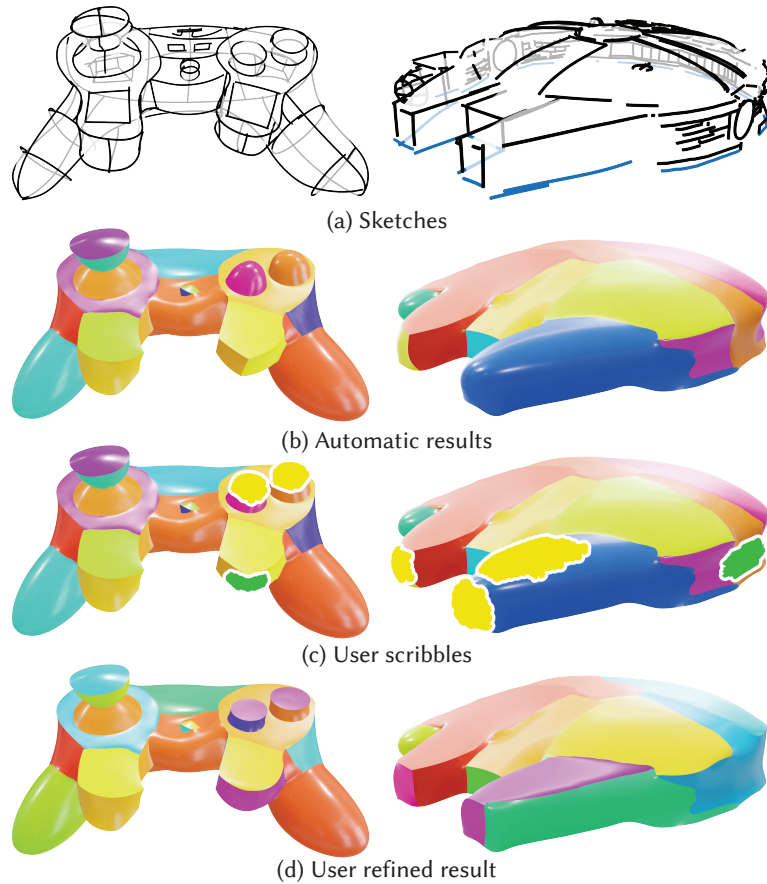 (a) Sketches
(b) Automatic results
(c) User scribbles
(d) User refined result